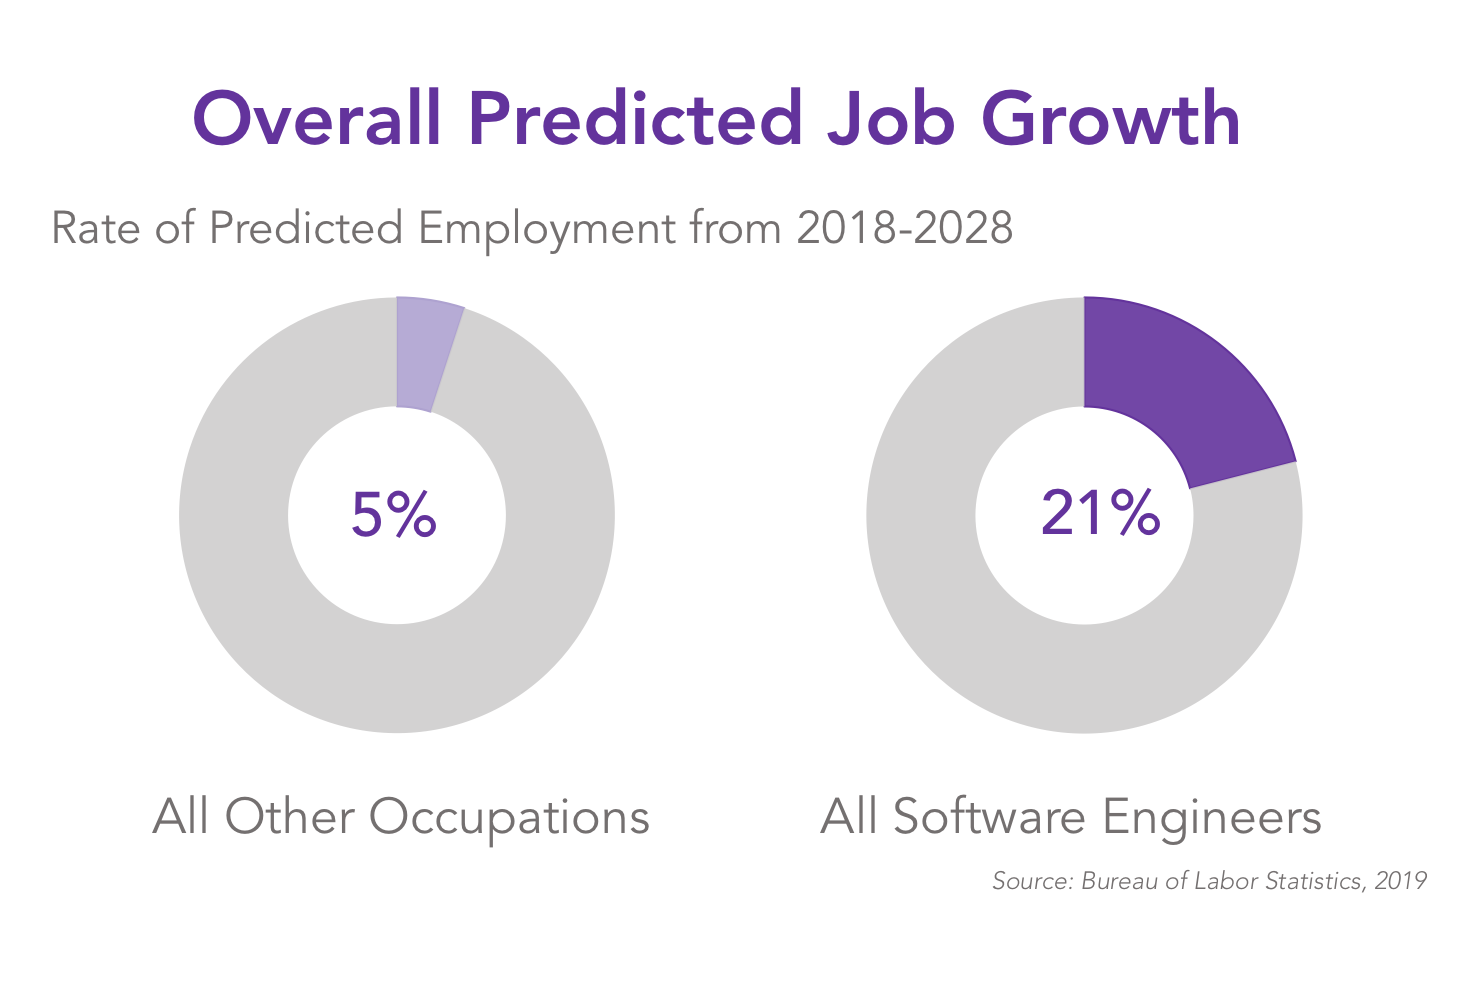 Overall Predicted Job Growth
Rate of Predicted Employment from 2018-2028
5%
21%
All Other Occupations
All Software Engineers
Source: Bureau of Labor Statistics, 2019